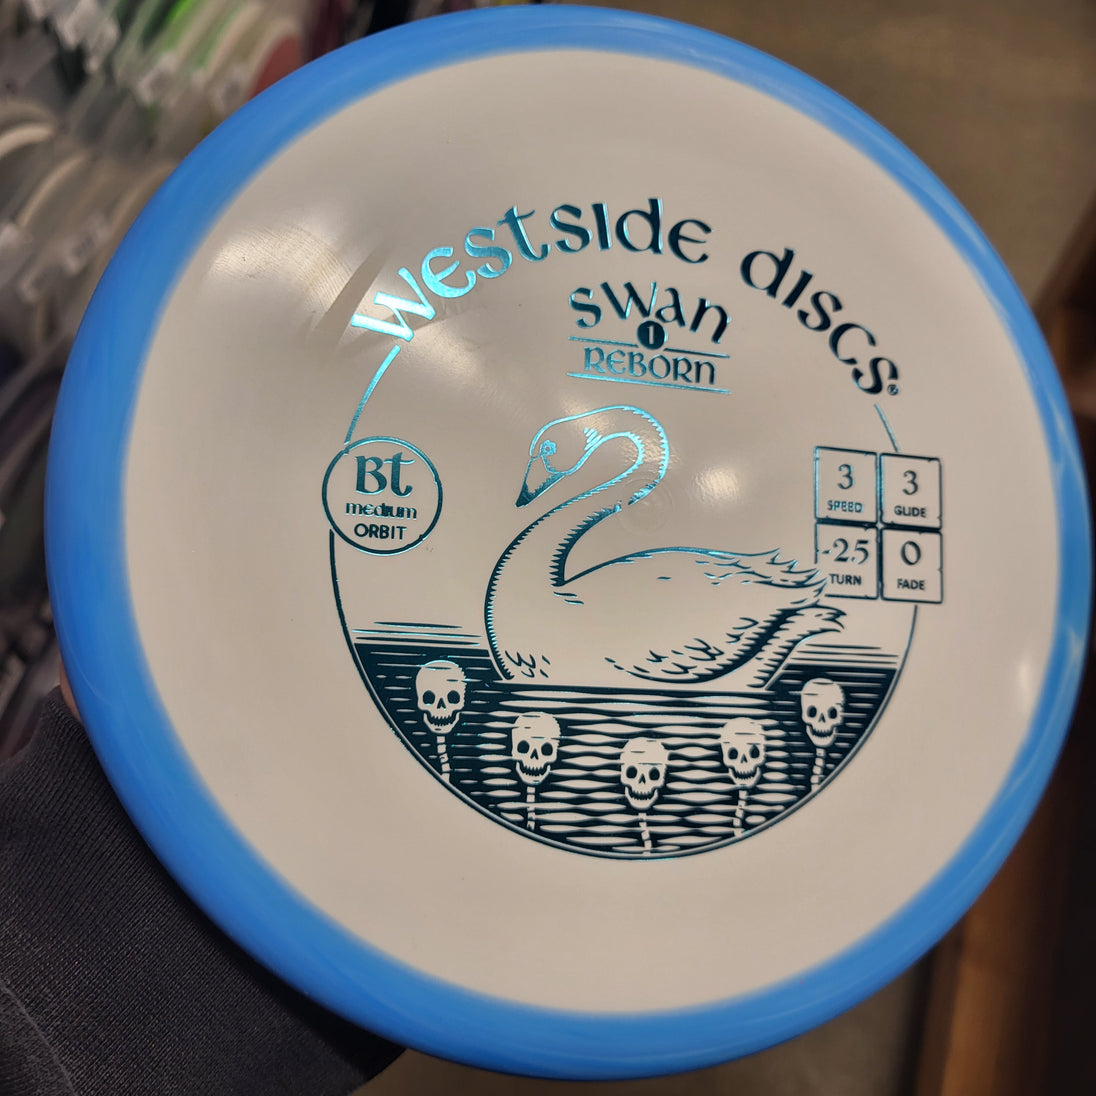 westside discs®
swan
1
REBORN
Bt
medium
ORBIT
3
SPEED
3
GLIDE
-2.5
TURN
0
FADE